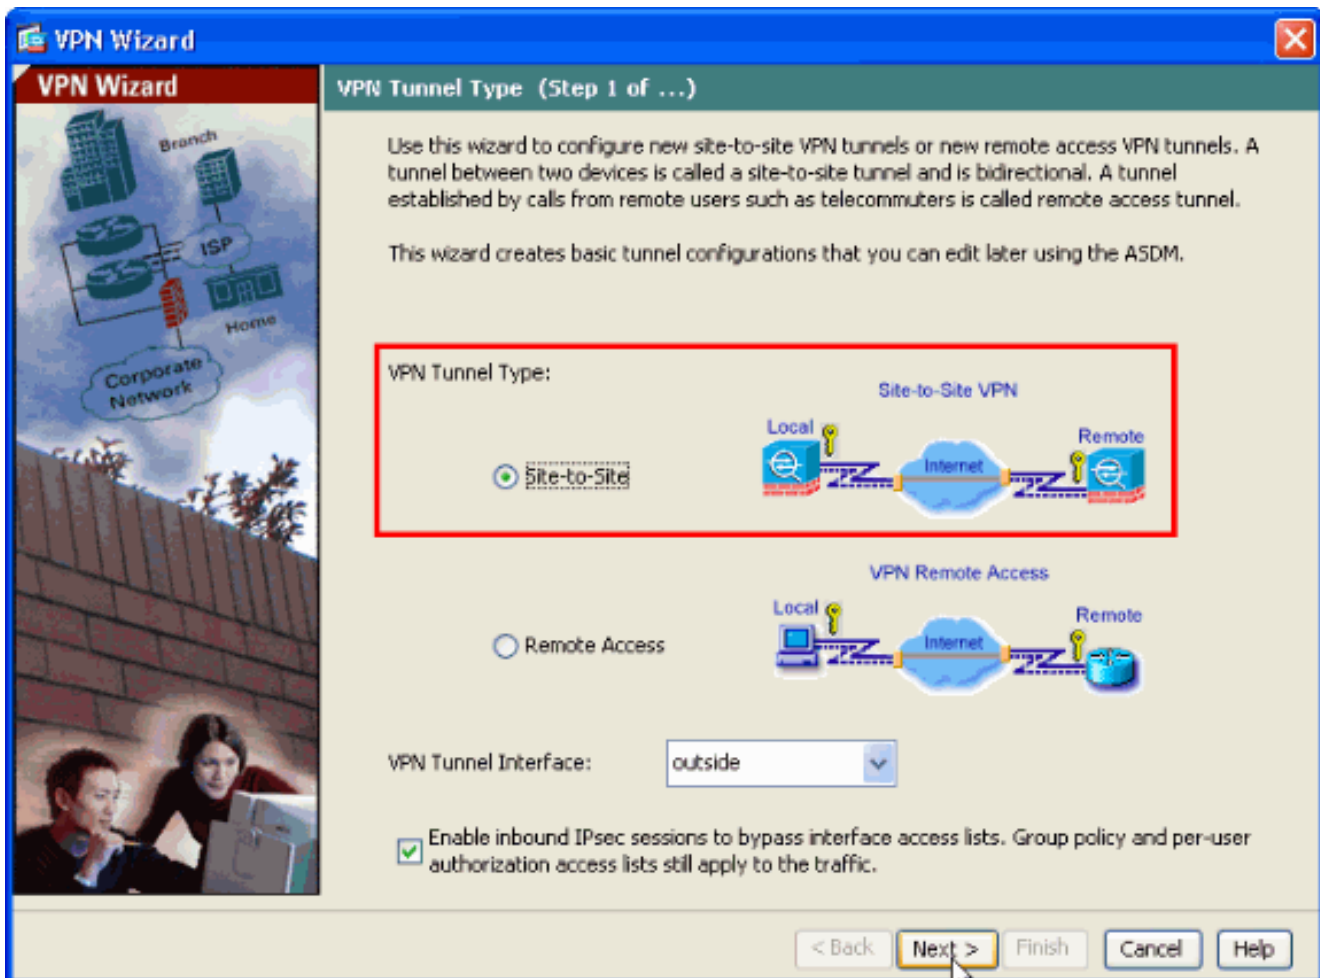 VPN Wizard
VPN Wizard
VPN Tunnel Type (Step 1 of ...)
Branch
ISP
Home
Corporate
Network
Use this wizard to configure new site-to-site VPN tunnels or new remote access VPN tunnels. A
tunnel between two devices is called a site-to-site tunnel and is bidirectional. A tunnel
established by calls from remote users such as telecommuters is called remote access tunnel.
This wizard creates basic tunnel configurations that you can edit later using the ASDM.
VPN Tunnel Type:
Site-to-Site VPN
Local
Remote
Internet
Site-to-Site
VPN Remote Access
Local
Remote
Internet
Remote Access
VPN Tunnel Interface:
outside
Enable inbound IPsec sessions to bypass interface access lists. Group policy and per-user
authorization access lists still apply to the traffic.
< Back
Next >
Finish
Cancel
Help